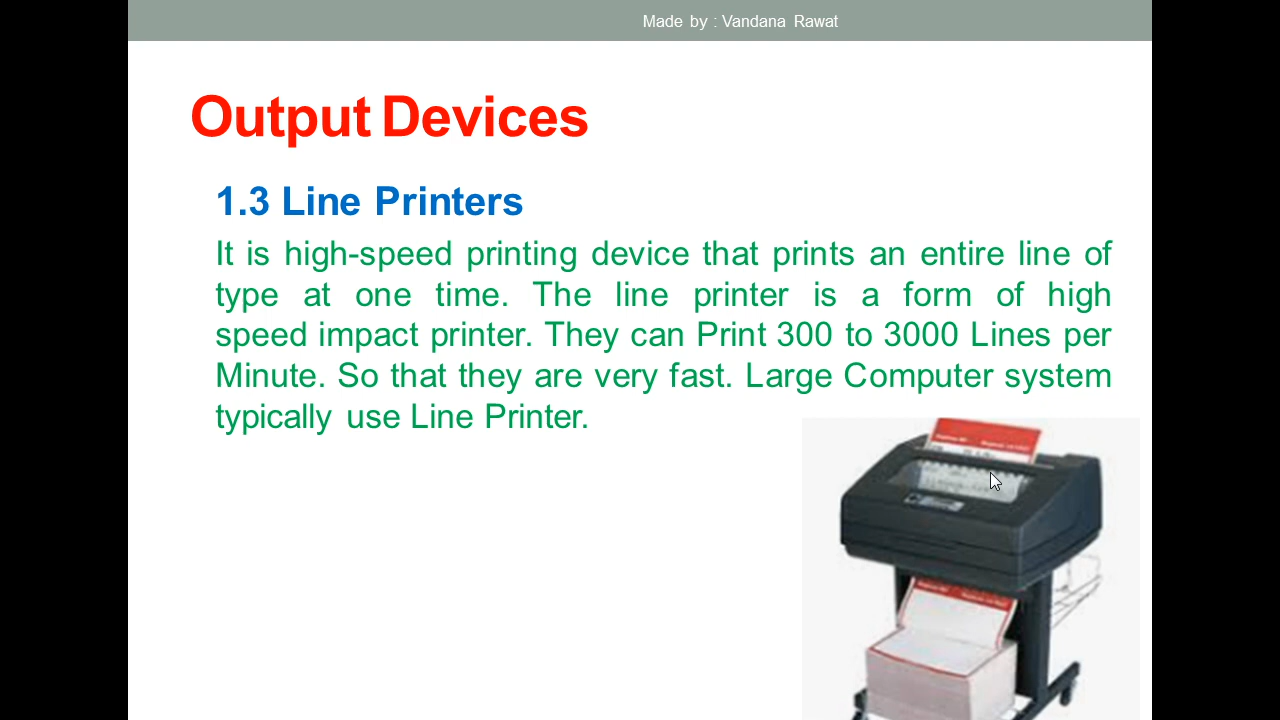 Made by : Vandana Rawat
Output Devices
1.3 Line Printers
It is high-speed printing device that prints an entire line of
type at one time. The line printer is a form of high
speed impact printer. They can Print 300 to 3000 Lines per
Minute. So that they are very fast. Large Computer system
typically use Line Printer.